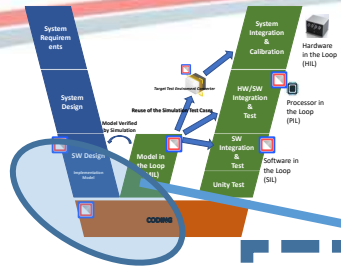 System
Requirem
ents
System
Design
SW Design
Implementation
Model
Model Verified
by Simulation
Model in
the Loop
(MIL)
Target Test Environment Converter
Reuse of the Simulation Test Cases
System
Integration
&
Calibration
HW/SW
Integration
&
Test
SW
Integration
&
Test
Unity Test
Hardware
in the Loop
(HIL)
Processor in
the Loop
(PIL)
Software in
the Loop
(SIL)
CODING